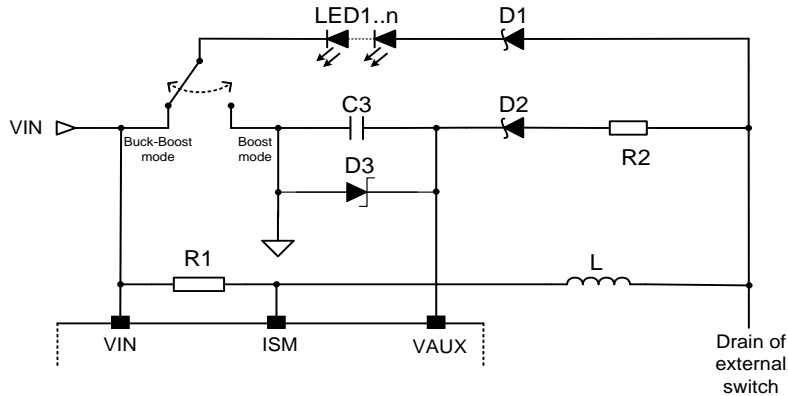 LED1..n
D1
VIN
Buck-Boost
mode
Boost
mode
C3
D2
R2
D3
R1
L
VIN
ISM
VAUX
Drain of
external
switch